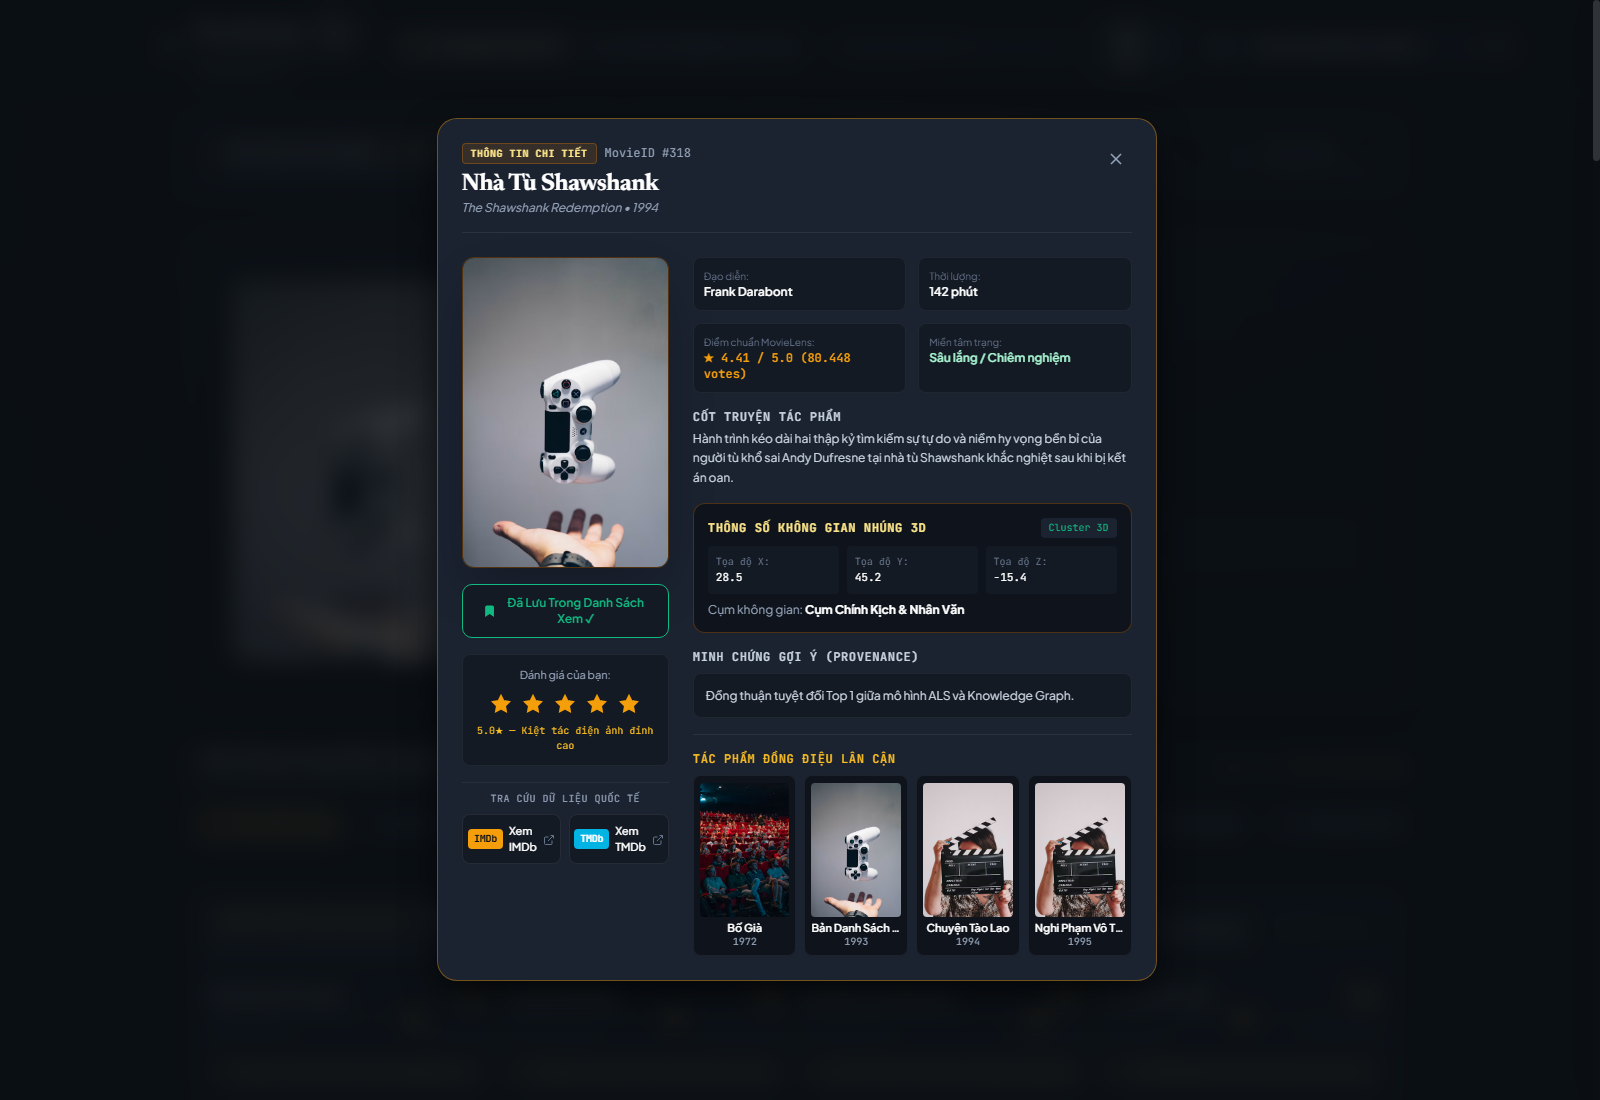 THÔNG TIN CHI TIẾT MovieID #318
Nhà Tù Shawshank
The Shawshank Redemption • 1994
Đạo diễn:
Frank Darabont
Thời lượng:
142 phút
Điểm chuẩn MovieLens:
★ 4.41 / 5.0 (80.448
votes)
Miền tâm trạng:
Sâu lắng / Chiêm nghiệm
CỐT TRUYỆN TÁC PHẨM
Hành trình kéo dài hai thập kỷ tìm kiếm sự tự do và niềm hy vọng bền bỉ của
người tù khổ sai Andy Dufresne tại nhà tù Shawshank khắc nghiệt sau khi bị kết
án oan.
THÔNG SỐ KHÔNG GIAN NHÚNG 3D
Cluster 3D
Tọa độ X:
28.5
Tọa độ Y:
45.2
Tọa độ Z:
-15.4
Cụm không gian: Cụm Chính Kịch & Nhân Văn
Đã Lưu Trong Danh Sách
Xem ✓
Đánh giá của bạn:
5.0★ — Kiệt tác điện ảnh đỉnh
cao
TRA CỨU DỮ LIỆU QUỐC TẾ
IMDb Xem
IMDb
TMDb Xem
TMDb
MINH CHỨNG GỢI Ý (PROVENANCE)
Đồng thuận tuyệt đối Top 1 giữa mô hình ALS và Knowledge Graph.
TÁC PHẨM ĐỒNG ĐIỆU LÂN CẬN
Bố Già
1972
Bản Danh Sách ...
1993
Chuyện Tào Lao
1994
Nghi Phạm Vô T...
1995